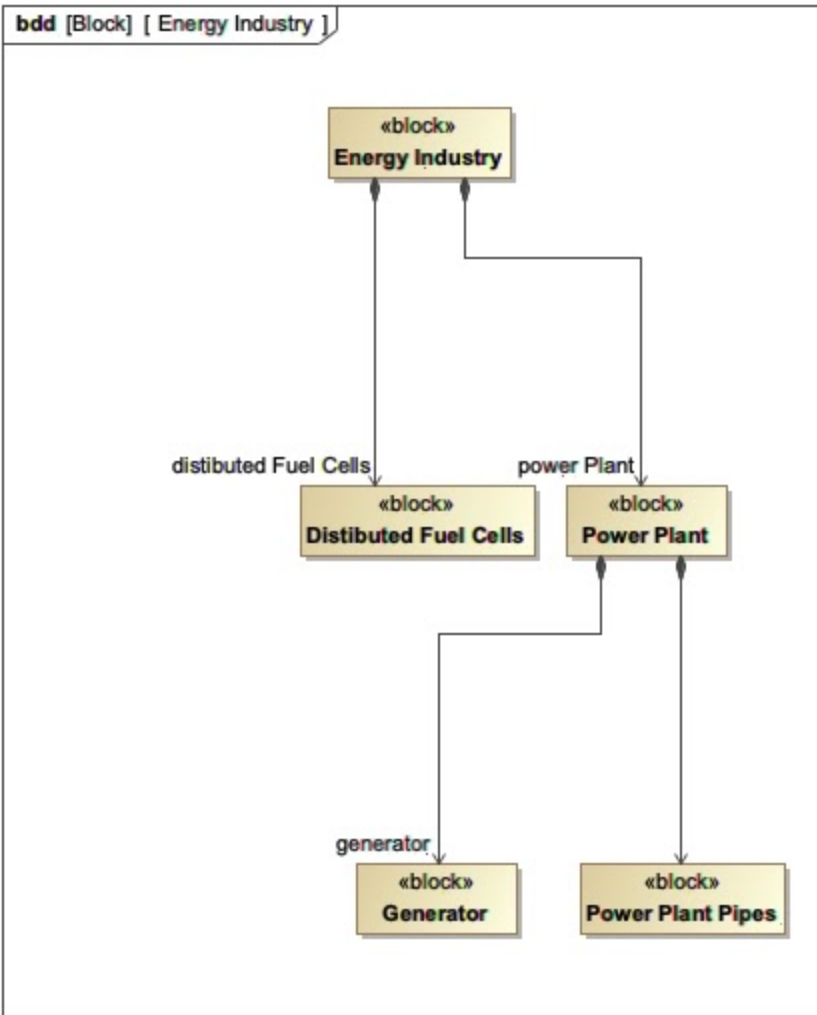 bdd [Block] [ Energy Industry ]
«block»
Energy Industry
distibuted Fuel Cells
power Plant
«block»
Distibuted Fuel Cells
«block»
Power Plant
generator
«block»
Generator
«block»
Power Plant Pipes